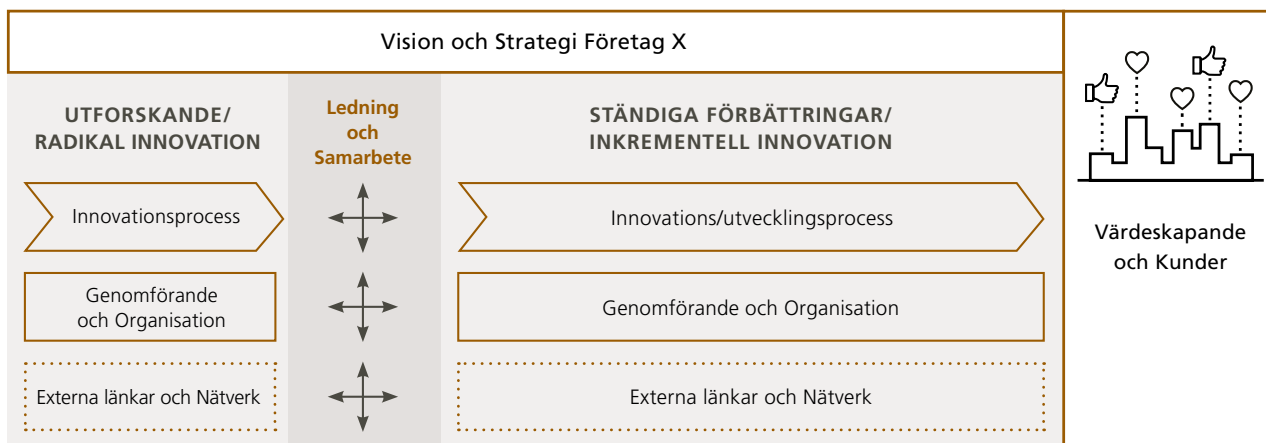 Vision och Strategi Företag X
UTFORSKANDE/
RADIKAL INNOVATION
Ledning
och
Samarbete
STÄNDIGA FÖRBÄTTRINGAR/
INKREMENTELL INNOVATION
Innovationsprocess
Innovations/utvecklingsprocess
Genomförande
och Organisation
Genomförande och Organisation
Externa länkar och Nätverk
Externa länkar och Nätverk
Värdeskapande
och Kunder